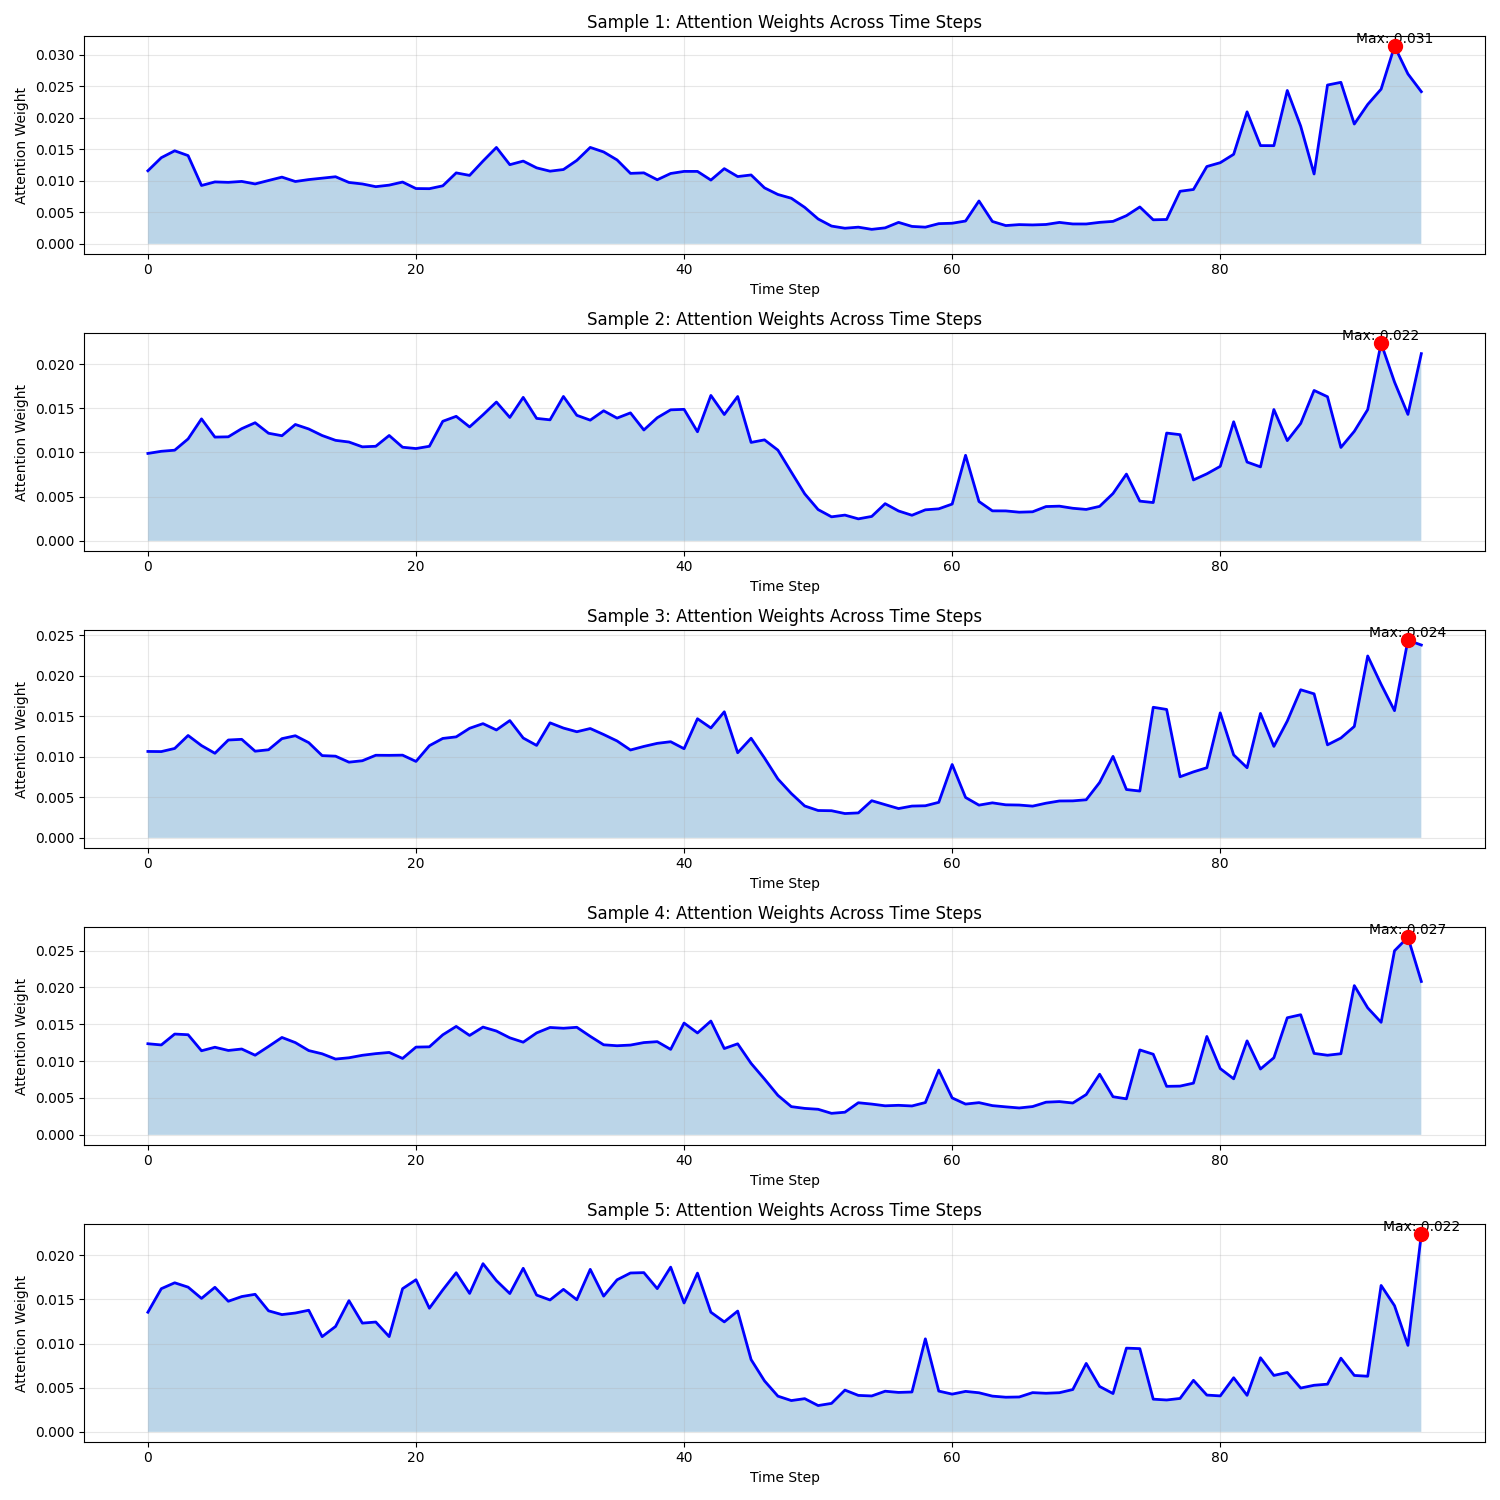 Sample 1: Attention Weights Across Time Steps
Max: 0.031
0.030
0.025
0.020
0.015
0.010
0.005
0.000
Attention Weight
0 20 40 60 80
Time Step
Sample 2: Attention Weights Across Time Steps
Max: 0.022
0.020
0.015
0.010
0.005
0.000
Attention Weight
0 20 40 60 80
Time Step
Sample 3: Attention Weights Across Time Steps
Max: 0.024
0.025
0.020
0.015
0.010
0.005
0.000
Attention Weight
0 20 40 60 80
Time Step
Sample 4: Attention Weights Across Time Steps
Max: 0.027
0.025
0.020
0.015
0.010
0.005
0.000
Attention Weight
0 20 40 60 80
Time Step
Sample 5: Attention Weights Across Time Steps
Max: 0.022
0.020
0.015
0.010
0.005
0.000
Attention Weight
0 20 40 60 80
Time Step